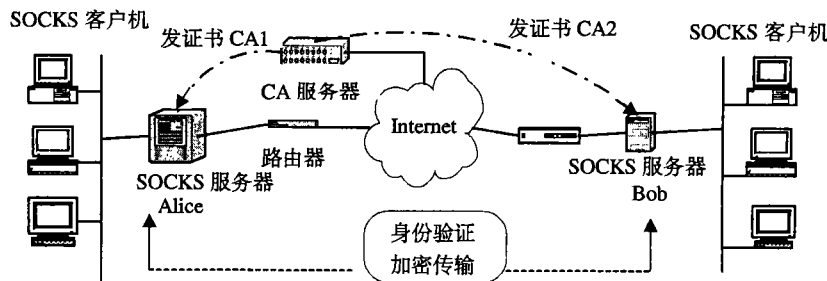 SOCKS 客户机
发证书 CA1
发证书 CA2
SOCKS 客户机
CA 服务器
Internet
路由器
SOCKS 服务器
Alice
SOCKS 服务器
Bob
身份验证
加密传输